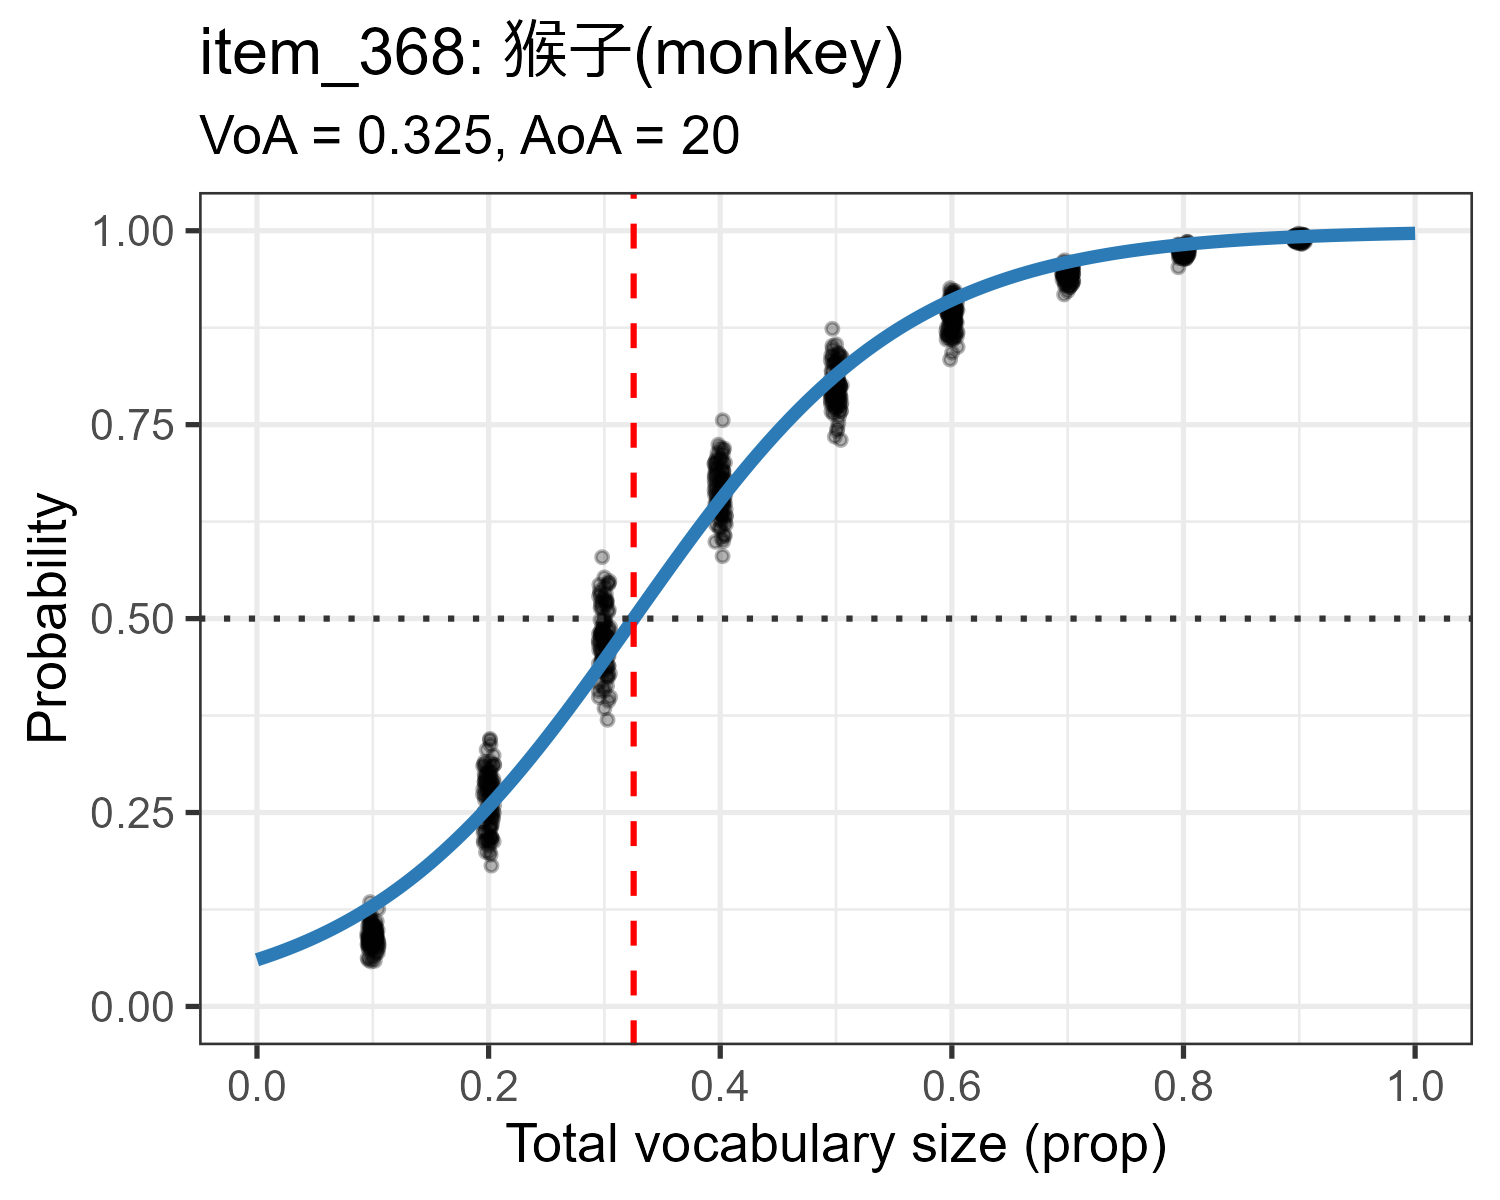 item_368: 猴子(monkey)
VoA = 0.325, AoA = 20
1.00
0.75
0.50
0.25
0.00
Probability
0.0 0.2 0.4 0.6 0.8 1.0
Total vocabulary size (prop)